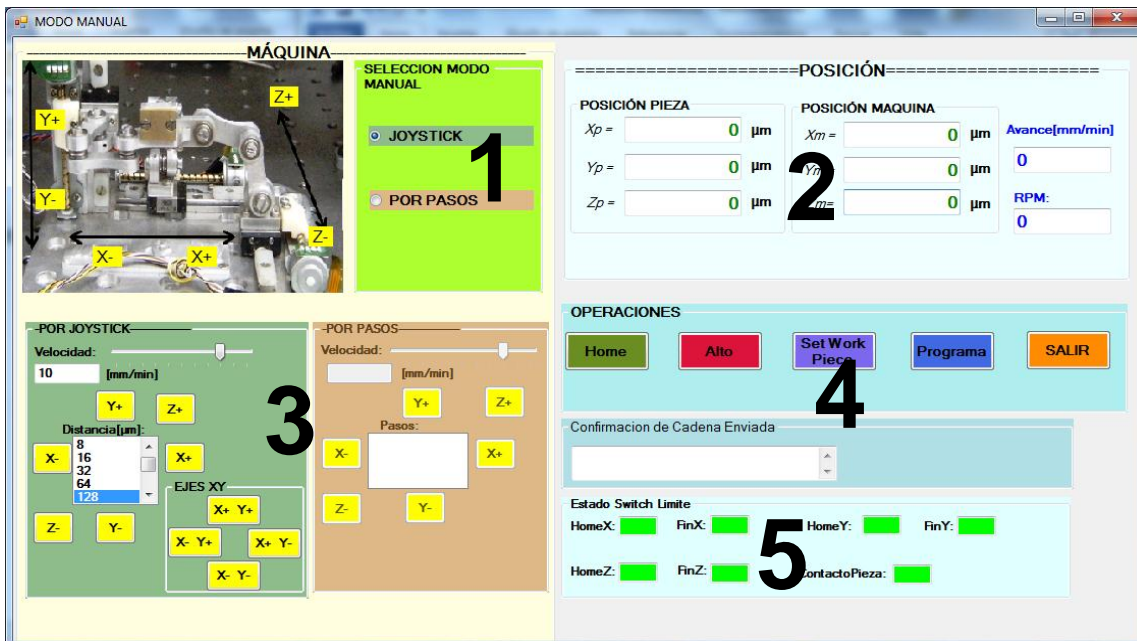 MODO MANUAL
MÁQUINA
Y+
Y-
X-
X+
Z+
Z-
SELECCION MODO
MANUAL
JOYSTICK
POR PASOS
1
POSICIÓN
POSICIÓN PIEZA
Xp = 0 µm
Yp = 0 µm
Zp = 0 µm
POSICIÓN MAQUINA
Xm = 0 µm
0 µm
0 µm
2
Avance[mm/min]
0
RPM:
0
-POR JOYSTICK
Velocidad:
10 [mm/min]
Y+ Z+
Distancia[µm]:
8
16
32
64
128
X- X+
Z- Y-
EJES XY
X+ Y+
X- Y+ X+ Y-
X- Y-
3
-POR PASOS
Velocidad:
[mm/min]
Y+ Z+
Pasos:
X- X+
Z- Y-
OPERACIONES
Home Alto Set Work Piece Programa SALIR
4
Confirmacion de Cadena Enviada
Estado Switch Limite
HomeX: FinX: HomeY: FinY:
HomeZ: FinZ: ContactoPieza:
5